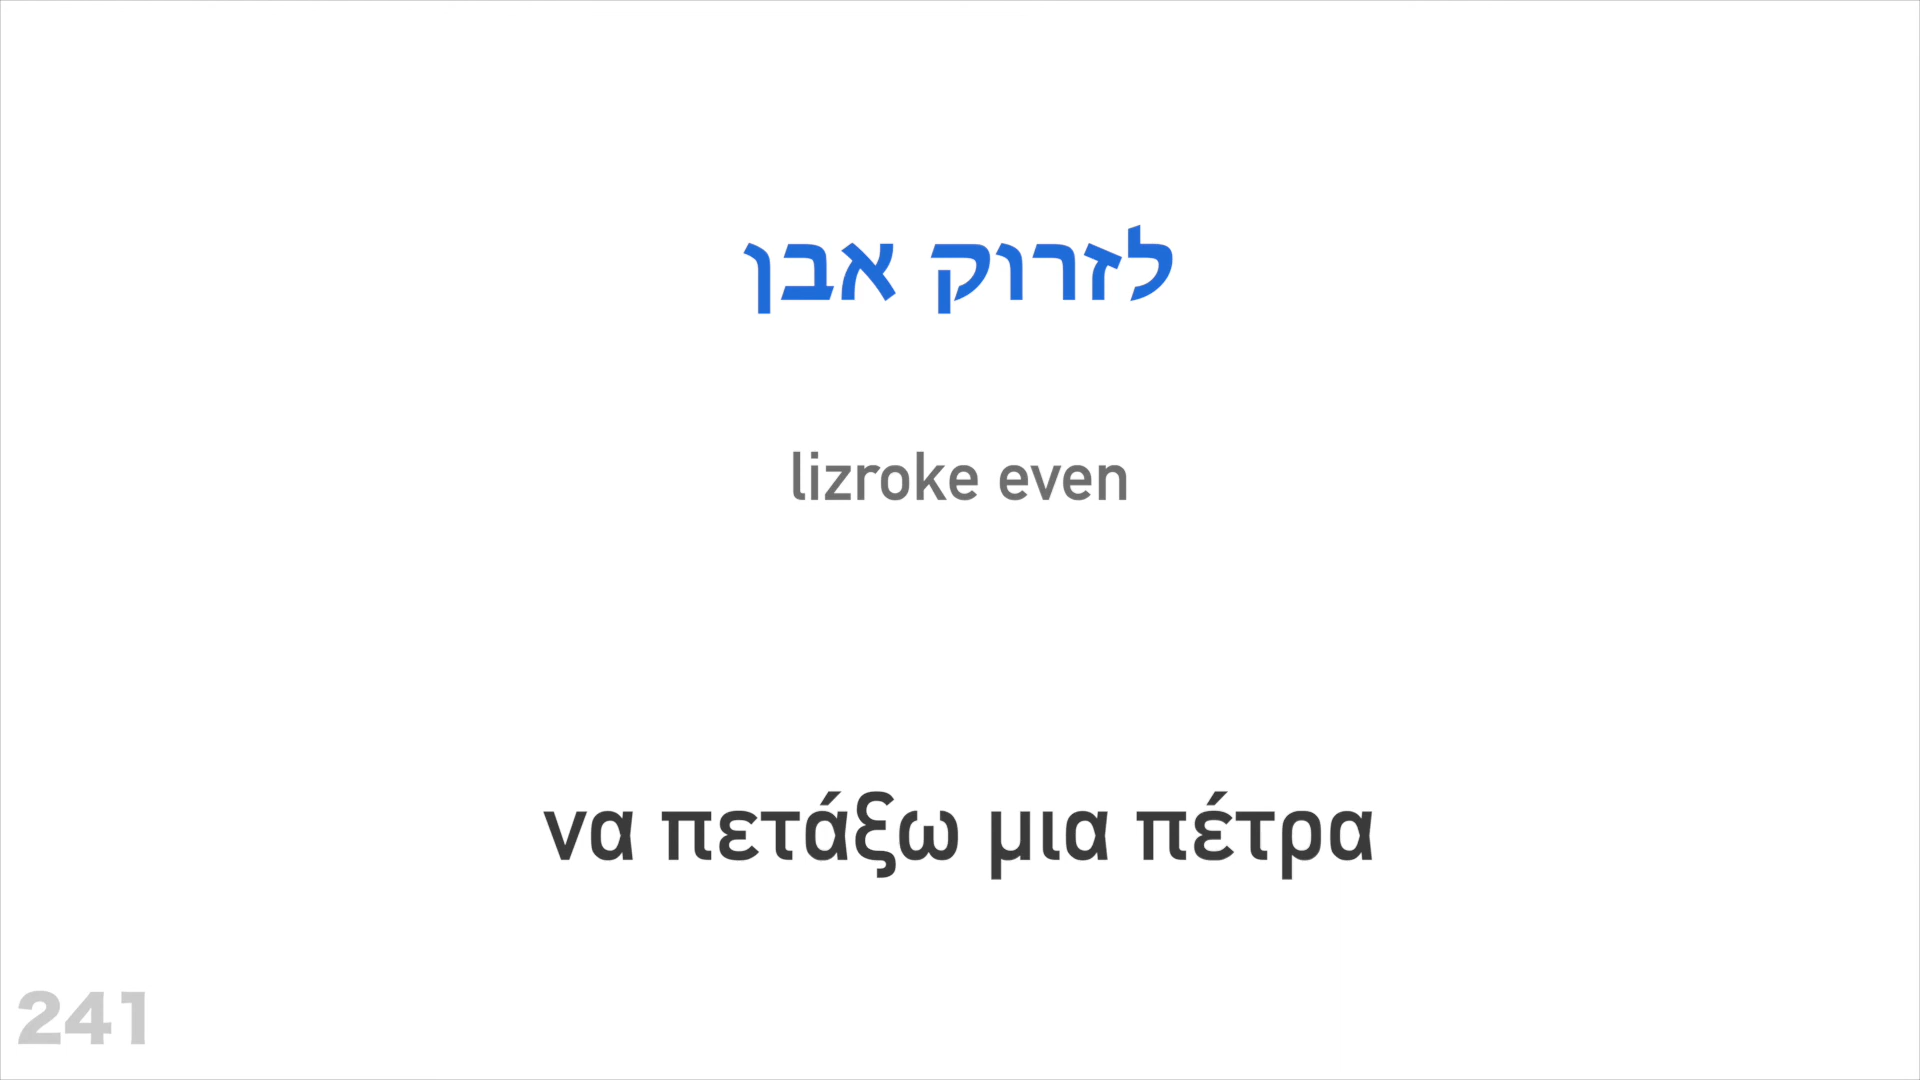 לזרוק אבן
lizroke even
να πετάξω μια πέτρα
241